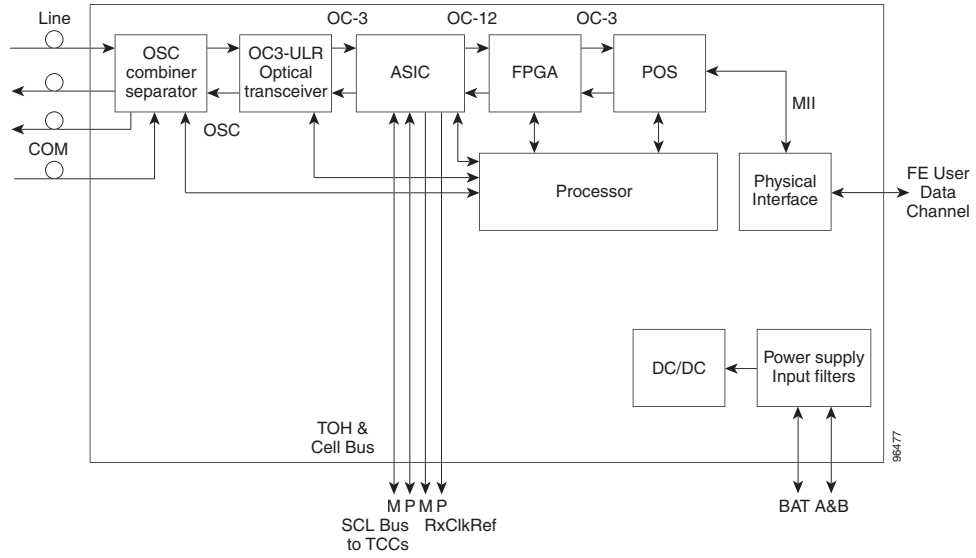 Line
OC-3
OC-12
OC-3
OSC
combiner
separator
OC3-ULR
Optical
transceiver
ASIC
FPGA
POS
MII
OSC
COM
Processor
Physical
Interface
FE User
Data
Channel
DC/DC
Power supply
Input filters
TOH &
Cell Bus
96477
M P M P
SCL Bus
to TCCs
RxClkRef
BAT A&B